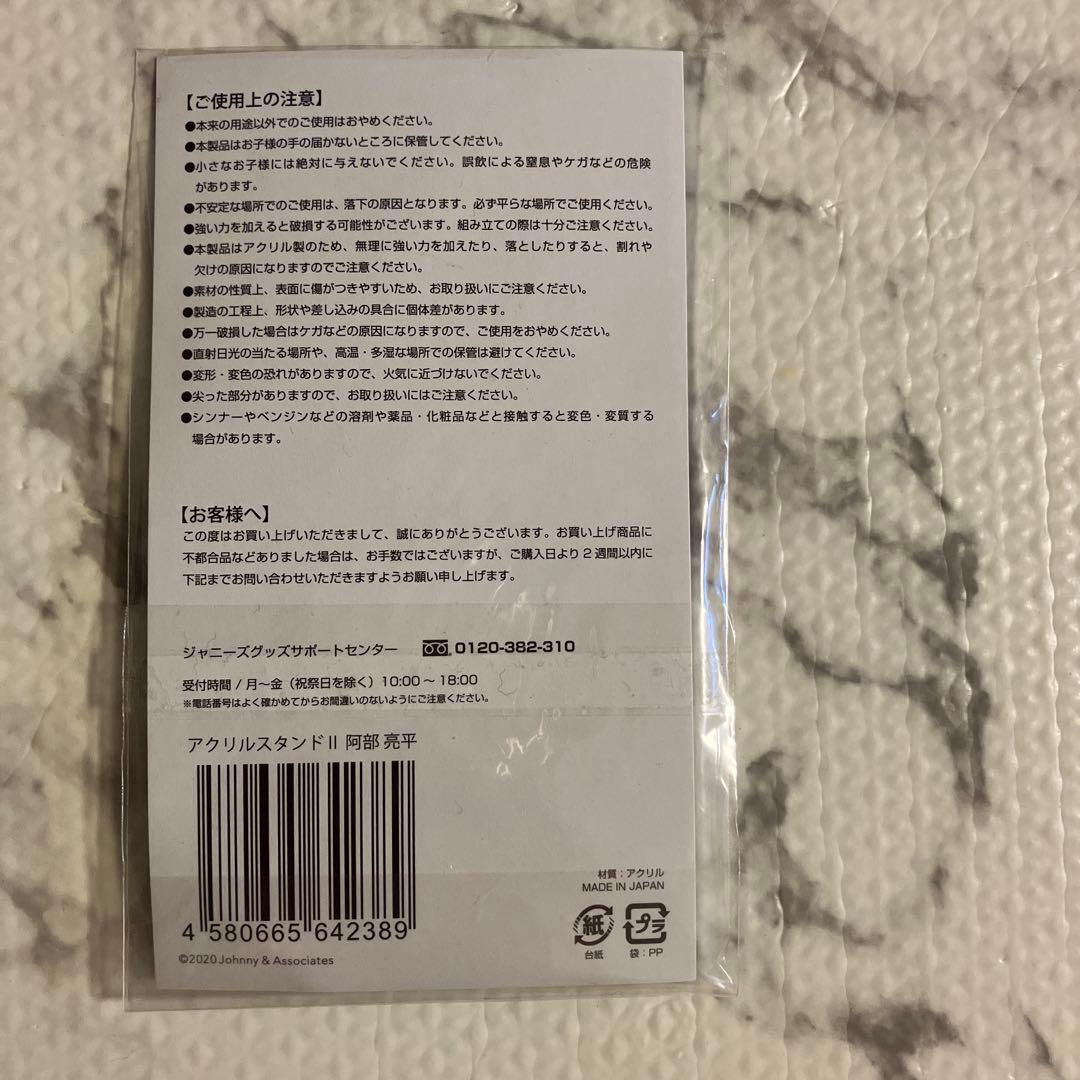 【ご使用上の注意】
●本来の用途以外でのご使用はおやめください。
●本製品はお子様の手の届かないところに保管してください。
●小さなお子様には絶対に与えないでください。誤飲による窒息やケガなどの危険
があります。
●不安定な場所でのご使用は、落下の原因となります。必ず平らな場所でご使用ください。
●強い力を加えると破損する可能性がございます。組み立ての際は十分ご注意ください。
●本製品はアクリル製のため、無理に強い力を加えたり、落としたりすると、割れや
欠けの原因になりますのでご注意ください。
●素材の性質上、表面に傷がつきやすいため、お取り扱いにご注意ください。
●製造の工程上、形状や差し込みの具合に個体差があります。
●万一破損した場合はケガなどの原因になりますので、ご使用をおやめください。
●直射日光の当たる場所や、高温・多湿な場所での保管は避けてください。
●変形・変色の恐れがありますので、火気に近づけないでください。
●尖った部分がありますので、お取り扱いにはご注意ください。
●シンナーやベンジンなどの溶剤や薬品・化粧品などと接触すると変色・変質する
場合があります。
【お客様へ】
この度はお買い上げいただきまして、誠にありがとうございます。お買い上げ商品に
不都合品などありました場合は、お手数ではございますが、ご購入日より2週間以内に
下記までお問い合わせいただきますようお願い申し上げます。
ジャニーズグッズサポートセンター 0120-382-310
受付時間 / 月～金（祝祭日を除く）10:00～18:00
※電話番号はよく確かめてからお間違いのないようにご注意ください。
アクリルスタンドⅡ 阿部 亮平
4 580665 642389
©2020 Johnny & Associates
材質：アクリル
MADE IN JAPAN
紙 プラ
台紙 袋：PP